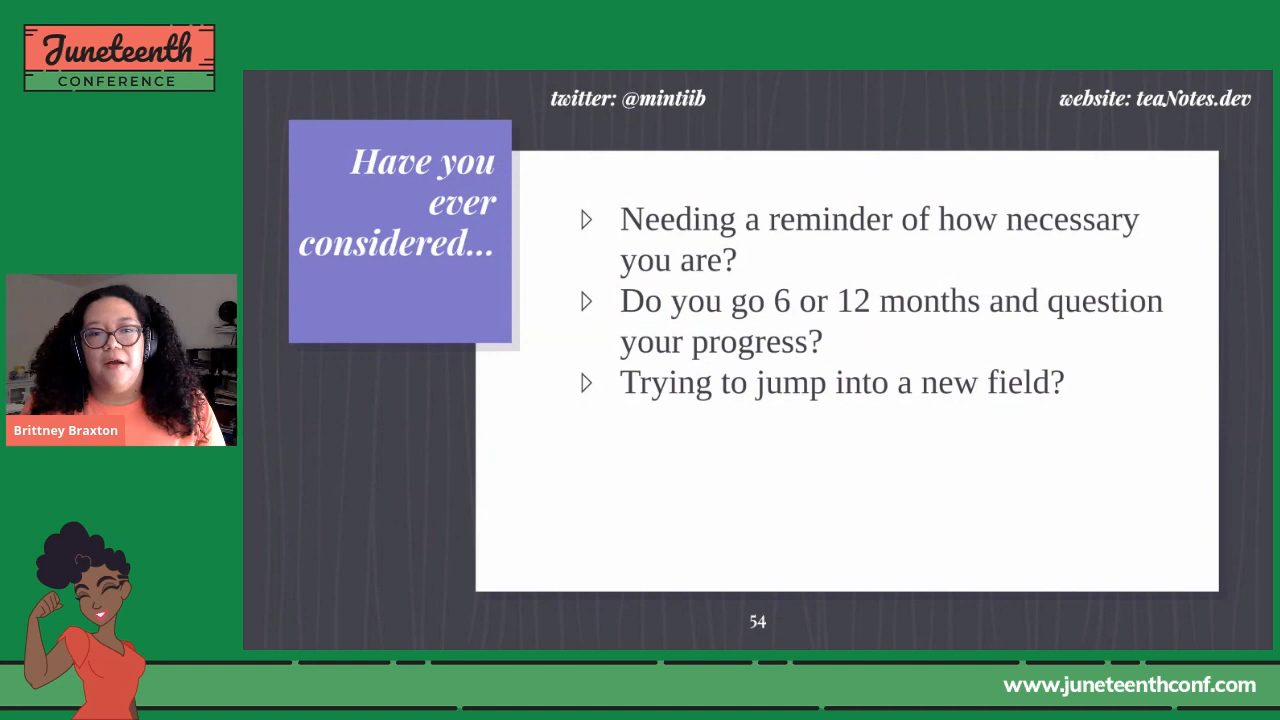 Juneteenth
CONFERENCE
twitter: @mintiib
website: teaNotes.dev
Have you
ever
considered...
Needing a reminder of how necessary
you are?
Do you go 6 or 12 months and question
your progress?
Trying to jump into a new field?
Brittney Braxton
54
www.juneteenthconf.com